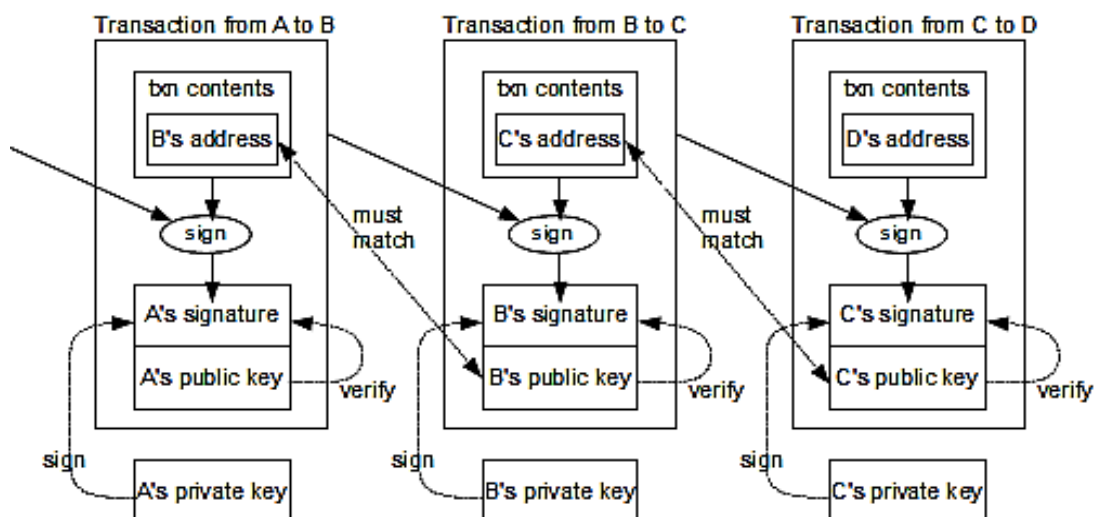 Transaction from A to B
txn contents
B's address
sign
A's signature
A's public key
verify
sign
A's private key
must
match
Transaction from B to C
txn contents
C's address
sign
B's signature
B's public key
verify
sign
B's private key
must
match
Transaction from C to D
txn contents
D's address
sign
C's signature
C's public key
verify
sign
C's private key